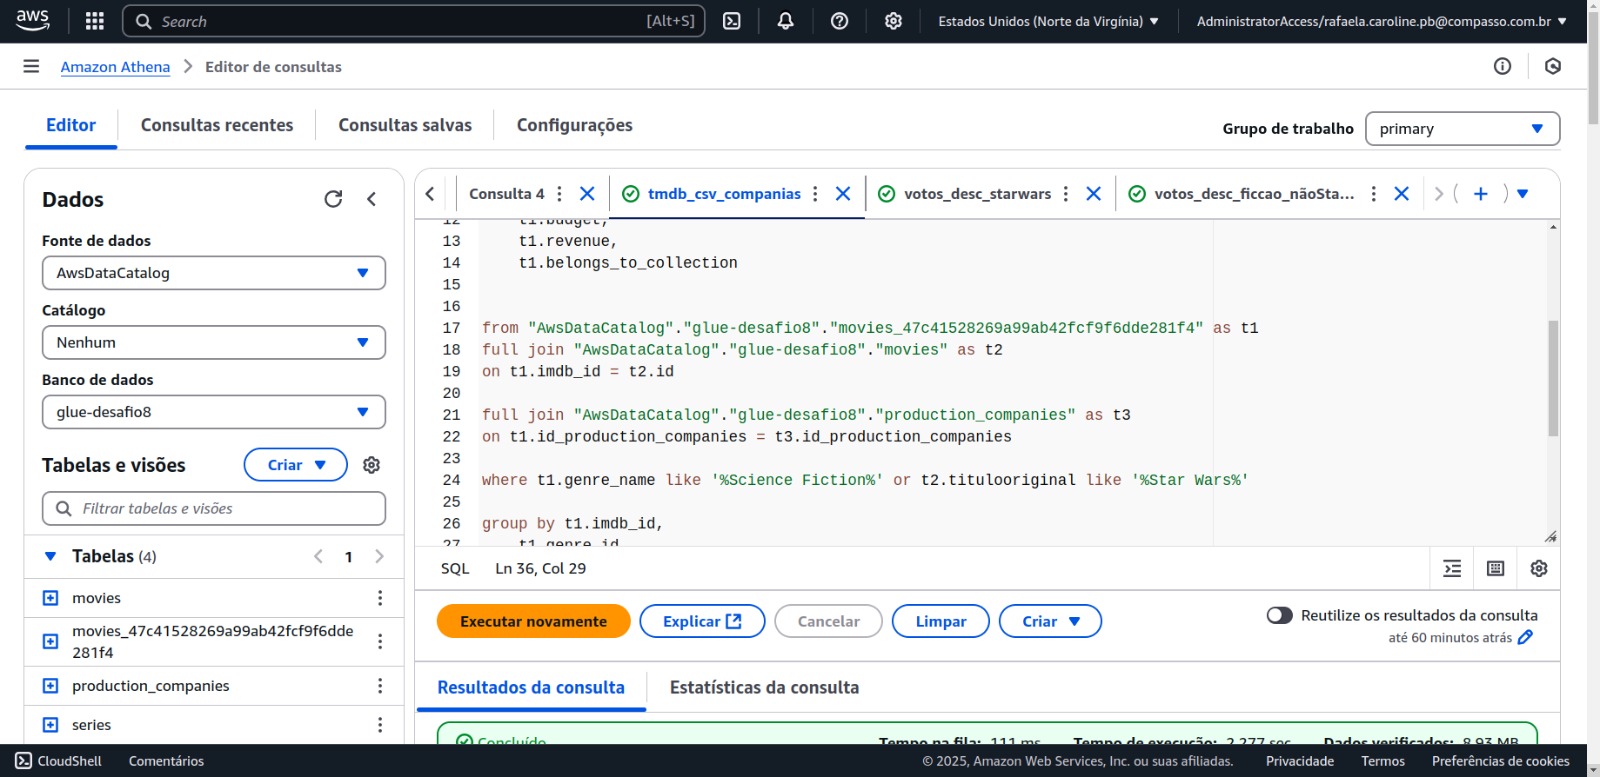 aws
Search [Alt+S]
Estados Unidos (Norte da Virgínia)
AdministratorAccess/rafaela.caroline.pb@compasso.com.br
Amazon Athena Editor de consultas
Editor Consultas recentes Consultas salvas Configurações
Grupo de trabalho primary
Dados
Fonte de dados
AwsDataCatalog
Catálogo
Nenhum
Banco de dados
glue-desafio8
Tabelas e visões Criar
Filtrar tabelas e visões
Tabelas (4) 1
movies
movies_47c41528269a99ab42fcf9f6dde
281f4
production_companies
series
Consulta 4 tmdb_csv_companias votos_desc_starwars votos_desc_ficcao_nãoSta...
12 t1.budget,
13 t1.revenue,
14 t1.belongs_to_collection
15
16
17 from "AwsDataCatalog"."glue-desafio8"."movies_47c41528269a99ab42fcf9f6dde281f4" as t1
18 full join "AwsDataCatalog"."glue-desafio8"."movies" as t2
19 on t1.imdb_id = t2.id
20
21 full join "AwsDataCatalog"."glue-desafio8"."production_companies" as t3
22 on t1.id_production_companies = t3.id_production_companies
23
24 where t1.genre_name like '%Science Fiction%' or t2.titulooriginal like '%Star Wars%'
25
26 group by t1.imdb_id,
27 t1.genre_id
SQL Ln 36, Col 29
Executar novamente Explicar Cancelar Limpar Criar
Reutilize os resultados da consulta
até 60 minutos atrás
Resultados da consulta Estatísticas da consulta
Concluído Tempo na fila: 111 ms Tempo de execução: 2.277 sec Dados verificados: 8.93 MB
CloudShell Comentários © 2025, Amazon Web Services, Inc. ou suas afiliadas. Privacidade Termos Preferências de cookies